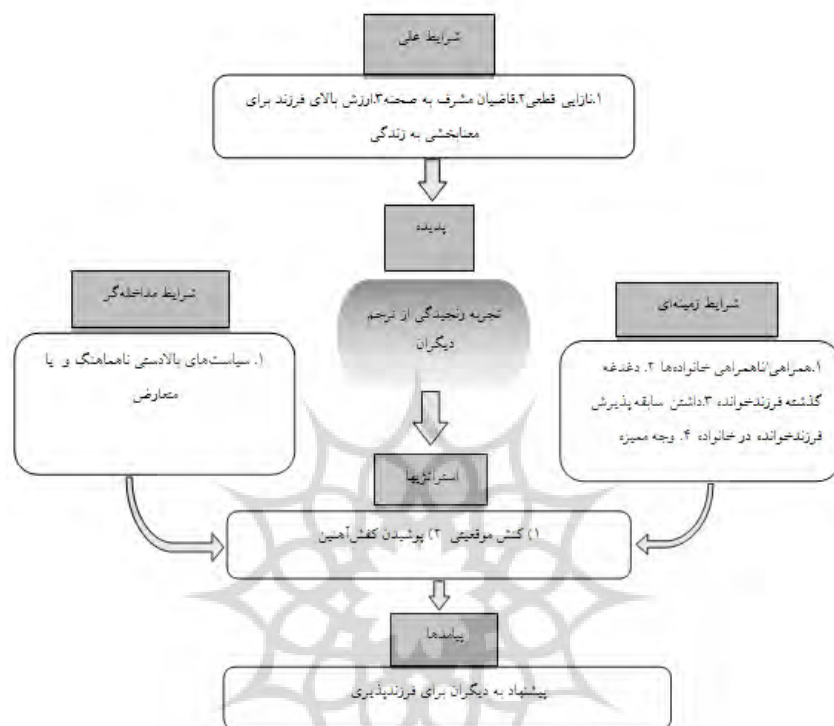 شرایط علی
۱.نازایی قطعی۲.قاضیان مشرف به صحنه۳.ارزش بالای فرزند برای
معنابخشی به زندگی
پدیده
تجربه رنجیدگی از ترحم
دیگران
شرایط مداخله‌گر
۱. سیاست‌های بالادستی ناهماهنگ و یا
متعارض
شرایط زمینه‌ای
۱.همراهی/ناهمراهی خانواده‌ها ۲. دغدغه
گذشته فرزندخوانده ۳.داشتن سابقه پذیرش
فرزندخوانده در خانواده ۴. وجه ممیزه
استراتژیها
۱) کنش موقعیتی ۲) پوشیدن کفش‌آهنین
پیامدها
پیشنهاد به دیگران برای فرزندپذیری